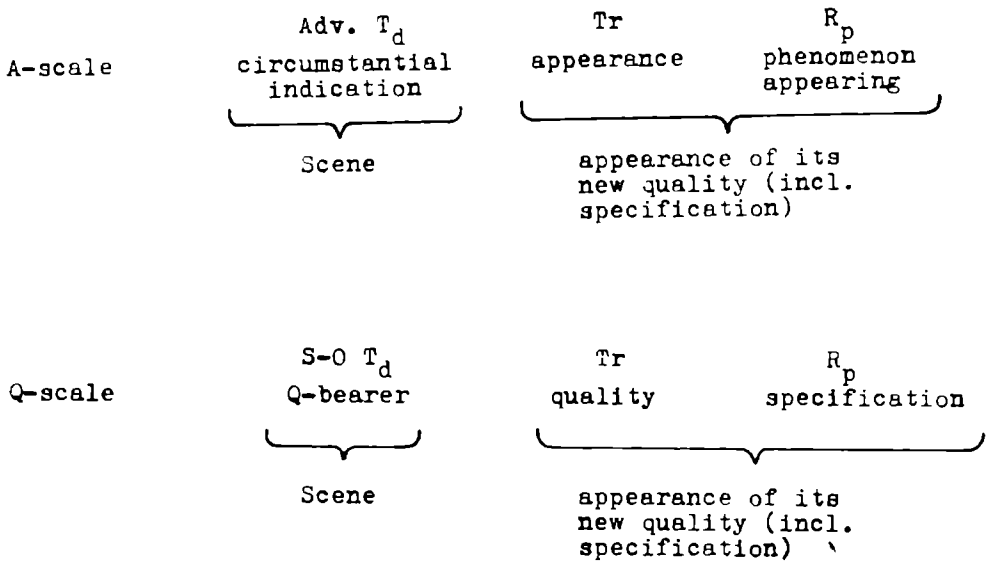 Adv. T_d Tr R_p
A-scale circumstantial indication appearance phenomenon appearing
Scene appearance of its
new quality (incl.
specification)
S-O T_d Tr R_p
Q-scale Q-bearer quality specification
Scene appearance of its
new quality (incl.
specification)